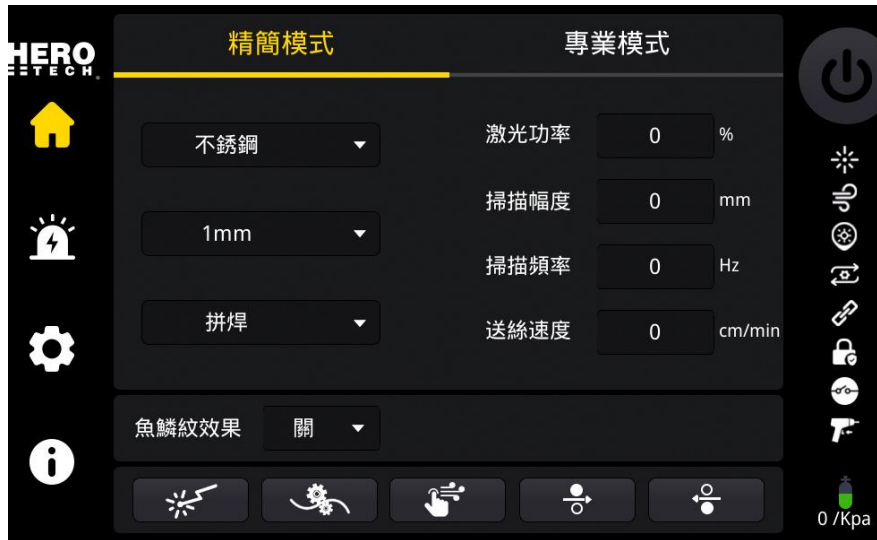 HERO
TECH
精簡模式
專業模式
不銹鋼
1mm
拼焊
激光功率 0 %
掃描幅度 0 mm
掃描頻率 0 Hz
送絲速度 0 cm/min
魚鱗紋效果 關
0 /Kpa